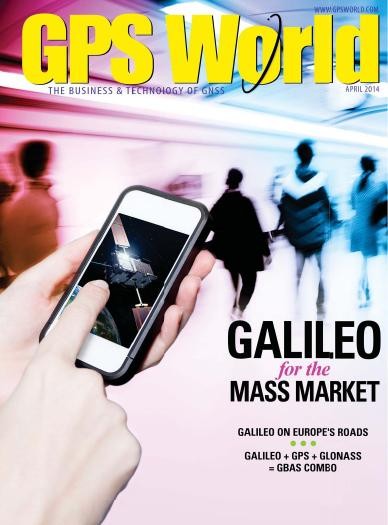 WWW.GPSWORLD.COM
GPS World
THE BUSINESS & TECHNOLOGY OF GNSS
APRIL 2014
GALILEO
for the
MASS MARKET
GALILEO ON EUROPE'S ROADS
GALILEO + GPS + GLONASS
= GBAS COMBO